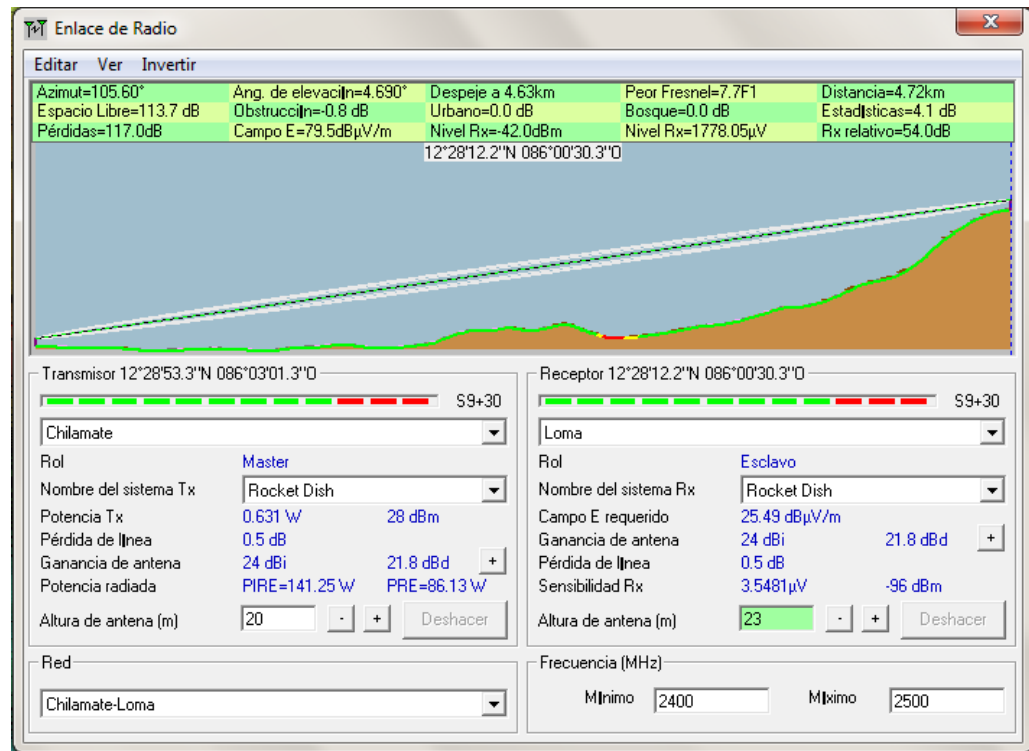 Enlace de Radio
Editar Ver Invertir
Azimut=105.60° Ang. de elevaci|n=4.690° Despeje a 4.63km Peor Fresnel=7.7F1 Distancia=4.72km
Espacio Libre=113.7 dB Obstrucci|n=-0.8 dB Urbano=0.0 dB Bosque=0.0 dB Estad|sticas=4.1 dB
Pérdidas=117.0dB Campo E=79.5dBµV/m Nivel Rx=-42.0dBm Nivel Rx=1778.05µV Rx relativo=54.0dB
12°28'12.2"N 086°00'30.3"O
Transmisor 12°28'53.3"N 086°03'01.3"O
S9+30
Chilamate
Rol Master
Nombre del sistema Tx Rocket Dish
Potencia Tx 0.631 W 28 dBm
Pérdida de l|nea 0.5 dB
Ganancia de antena 24 dBi 21.8 dBd +
Potencia radiada PIRE=141.25 W PRE=86.13 W
Altura de antena (m) 20 - + Deshacer
Receptor 12°28'12.2"N 086°00'30.3"O
S9+30
Loma
Rol Esclavo
Nombre del sistema Rx Rocket Dish
Campo E requerido 25.49 dBµV/m
Ganancia de antena 24 dBi 21.8 dBd +
Pérdida de l|nea 0.5 dB
Sensibilidad Rx 3.5481µV -96 dBm
Altura de antena (m) 23 - + Deshacer
Red
Chilamate-Loma
Frecuencia (MHz)
M|nimo 2400 M|ximo 2500